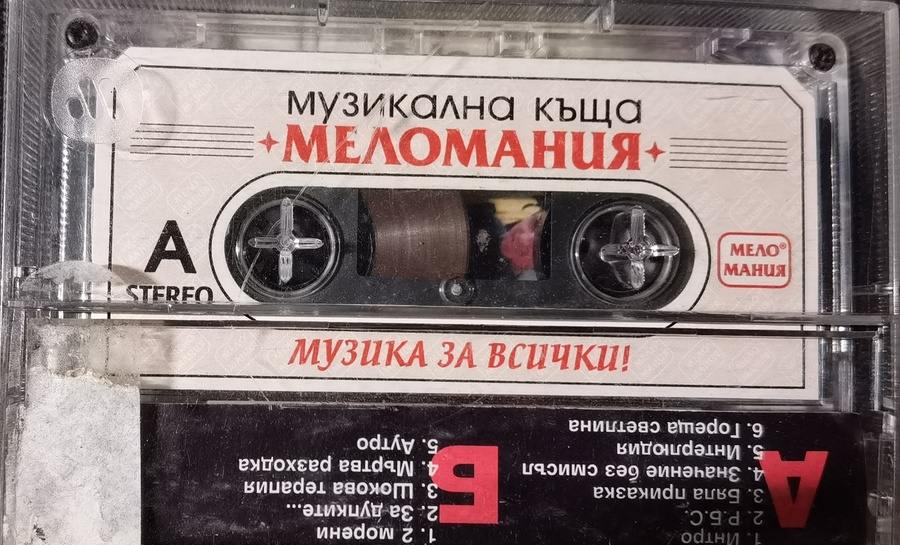 музикална къща
МЕЛОМАНИЯ
A
STEREO
МЕЛО®
МАНИЯ
МУЗИКА ЗА ВСИЧКИ!
А
1. Интро
2. Р.Б.С.
3. Бяла приказка
4. Значение без смисъл
5. Интерлюдия
6. Гореща светлина
Б
1. 2 морени
2. За дупките...
3. Шокова терапия
4. Мъртва разходка
5. Аутро